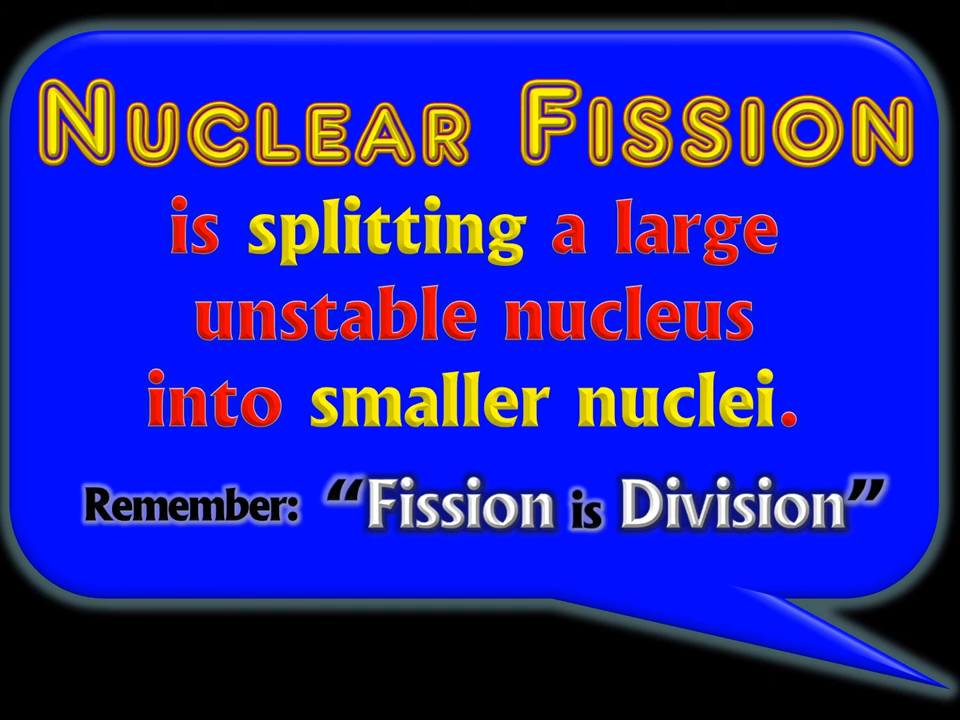 Nuclear Fission
is splitting a large
unstable nucleus
into smaller nuclei.
Remember: “Fission is Division”